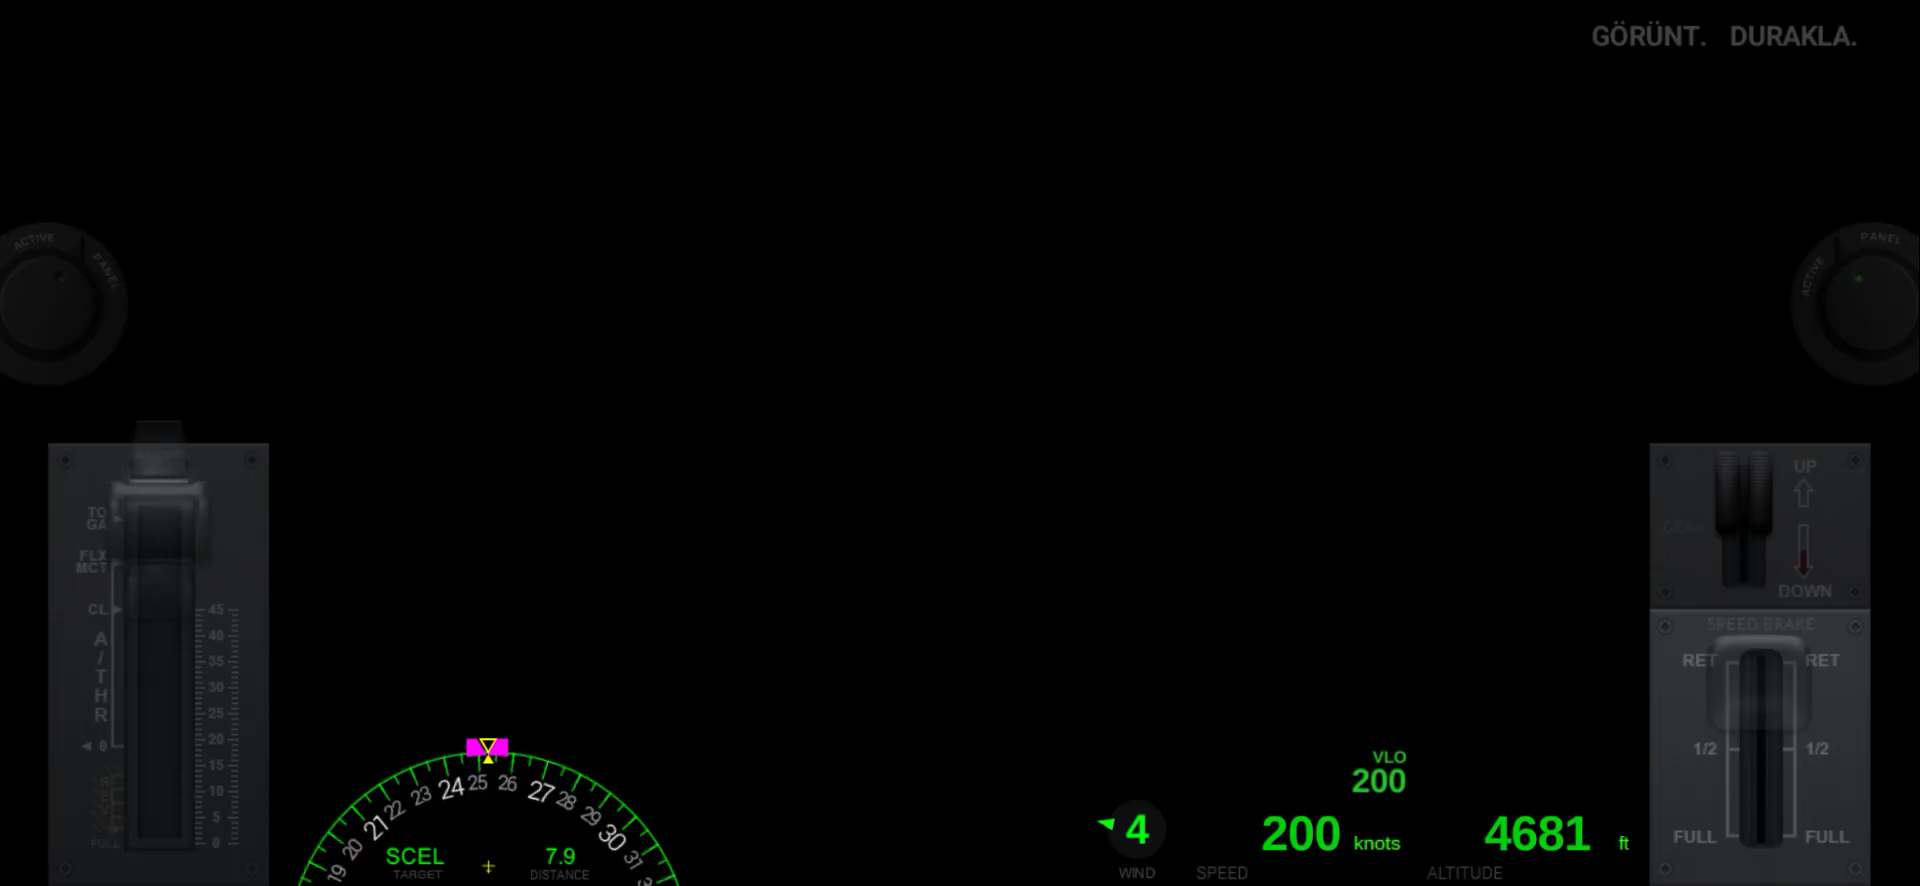 GÖRÜNT. DURAKLA.
ACTIVE PANEL
ACTIVE PANEL
TO
GA
FLX
MCT
CL
A
/
T
H
R
0
FULL
45
40
35
30
25
20
15
10
5
0
19 20 21 22 23 24 25 26 27 28 29 30 31
SCEL
TARGET
7.9
DISTANCE
4
WIND
VLO
200
200 knots
SPEED
4681 ft
ALTITUDE
GEAR
UP
DOWN
SPEED BRAKE
RET RET
1/2 1/2
FULL FULL